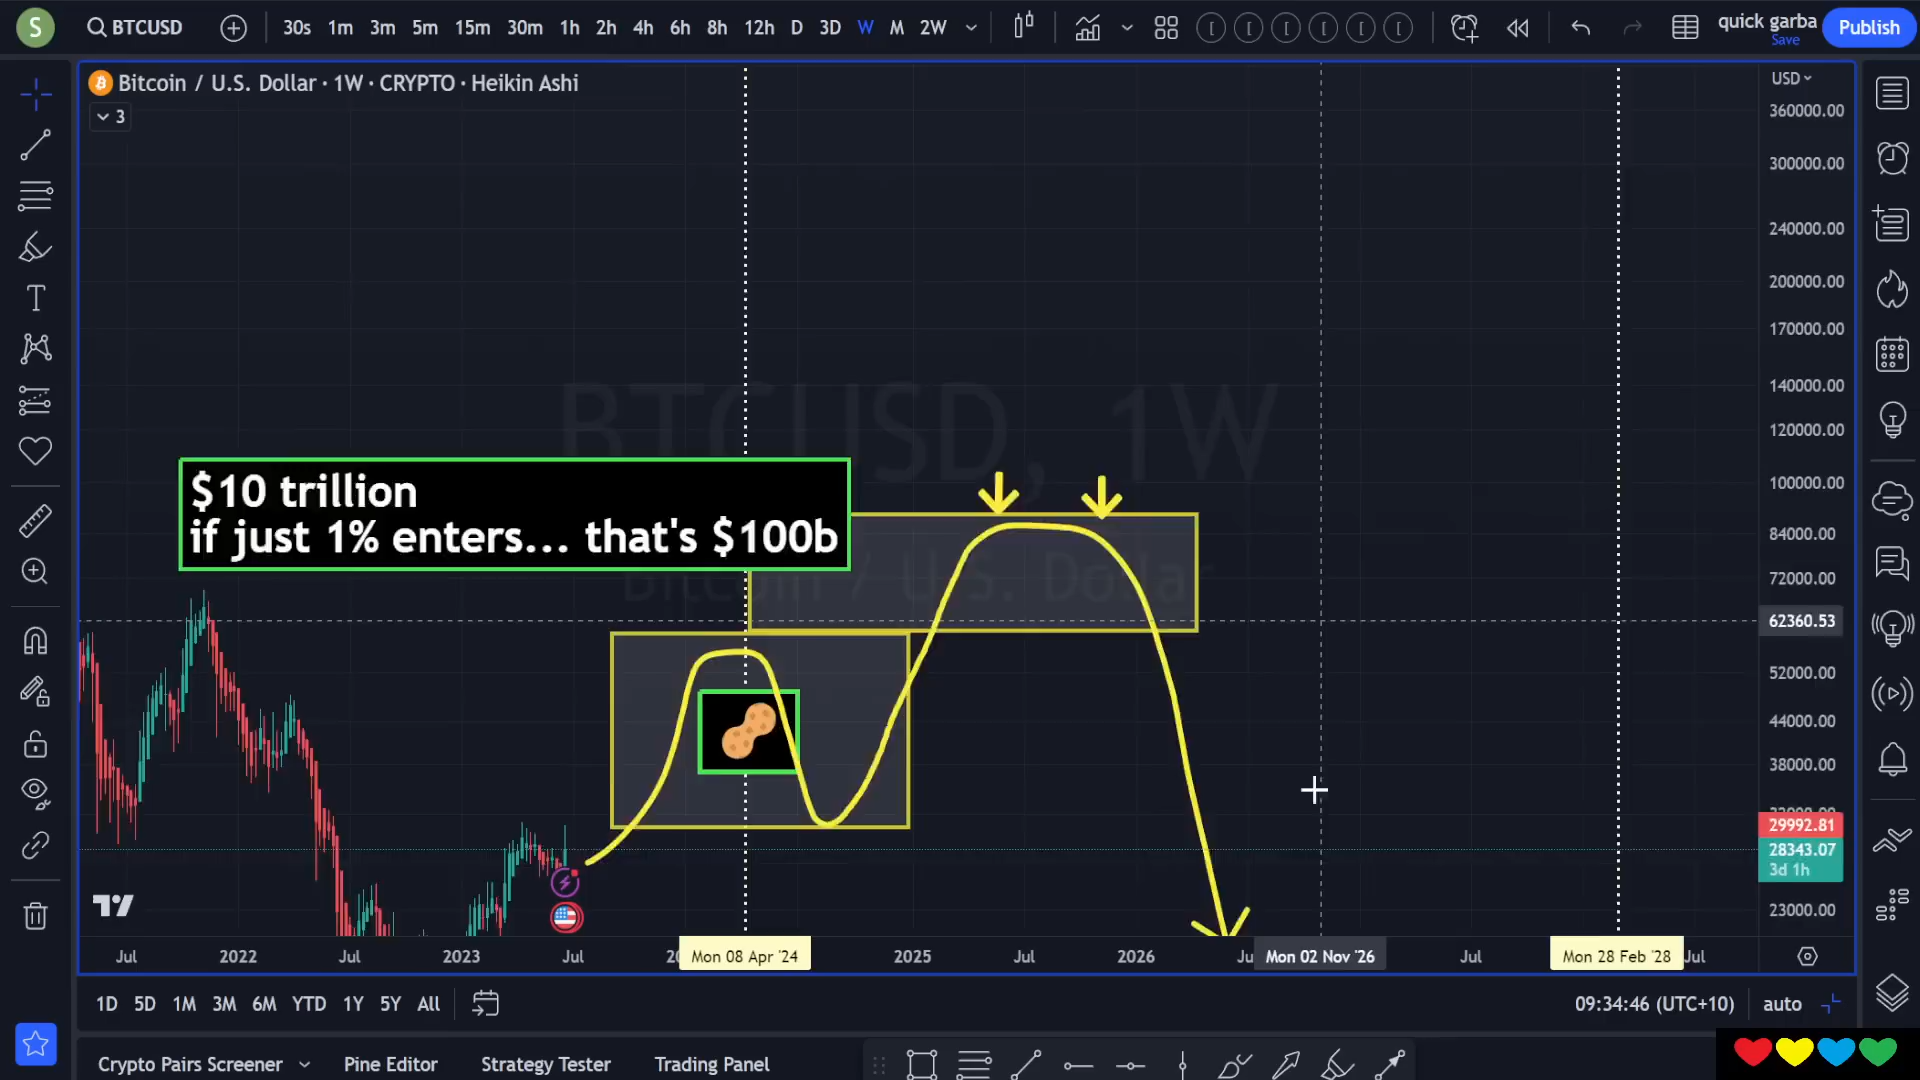 S
BTCUSD
30s 1m 3m 5m 15m 30m 1h 2h 4h 6h 8h 12h D 3D W M 2W
quick garba
Save
Publish
Bitcoin / U.S. Dollar · 1W · CRYPTO · Heikin Ashi
3
USD
360000.00
300000.00
240000.00
200000.00
170000.00
140000.00
120000.00
100000.00
84000.00
72000.00
62360.53
52000.00
44000.00
38000.00
29992.81
28343.07
3d 1h
23000.00
BTCUSD, 1W
Bitcoin / U.S. Dollar
$10 trillion
if just 1% enters... that's $100b
Jul 2022 Jul 2023 Jul Mon 08 Apr '24 2025 Jul 2026 Mon 02 Nov '26 Jul Mon 28 Feb '28 Jul
1D 5D 1M 3M 6M YTD 1Y 5Y All
09:34:46 (UTC+10) auto
Crypto Pairs Screener Pine Editor Strategy Tester Trading Panel